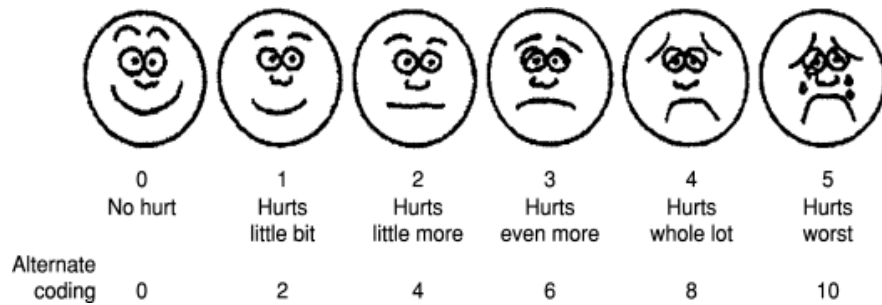 0 1 2 3 4 5
No hurt Hurts Hurts Hurts Hurts Hurts
little bit little more even more whole lot worst
Alternate
coding 0 2 4 6 8 10